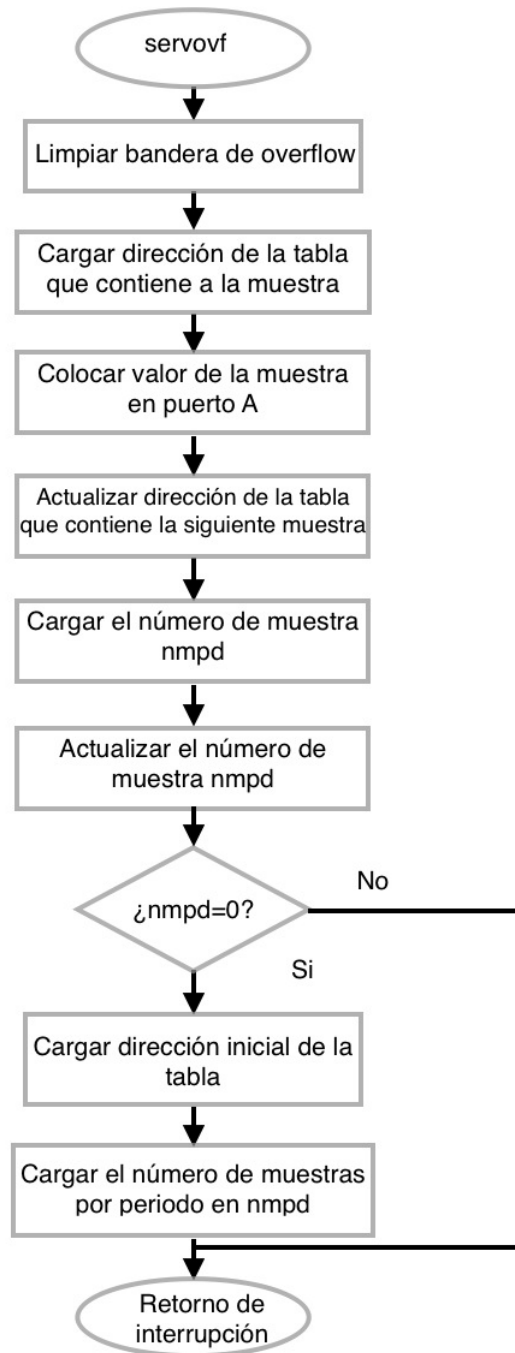 servovf
Limpiar bandera de overflow
Cargar dirección de la tabla
que contiene a la muestra
Colocar valor de la muestra
en puerto A
Actualizar dirección de la tabla
que contiene la siguiente muestra
Cargar el número de muestra
nmpd
Actualizar el número de
muestra nmpd
¿nmpd=0?
No
Si
Cargar dirección inicial de la
tabla
Cargar el número de muestras
por periodo en nmpd
Retorno de
interrupción